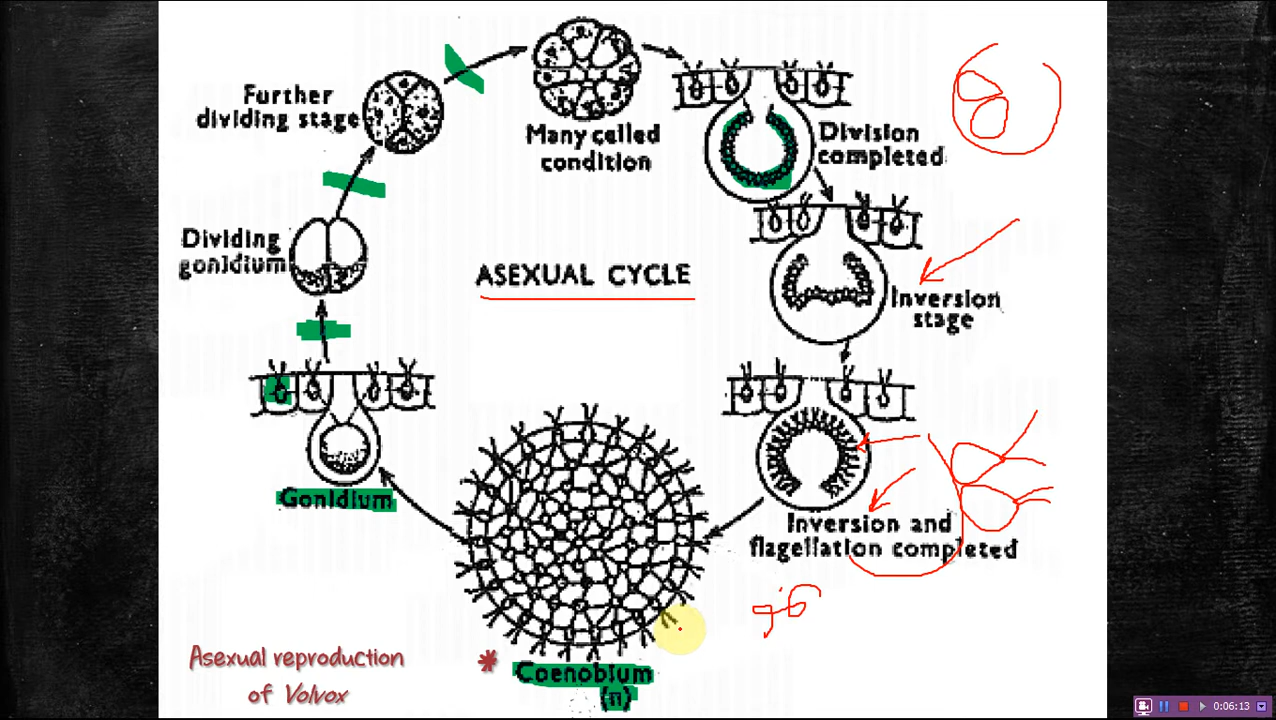 Further
dividing stage
Many celled
condition
Division
completed
Dividing
gonidium
ASEXUAL CYCLE
Inversion
stage
Gonidium
Inversion and
flagellation completed
Asexual reproduction
of Volvox
*
Coenobium
(n)
0:06:13